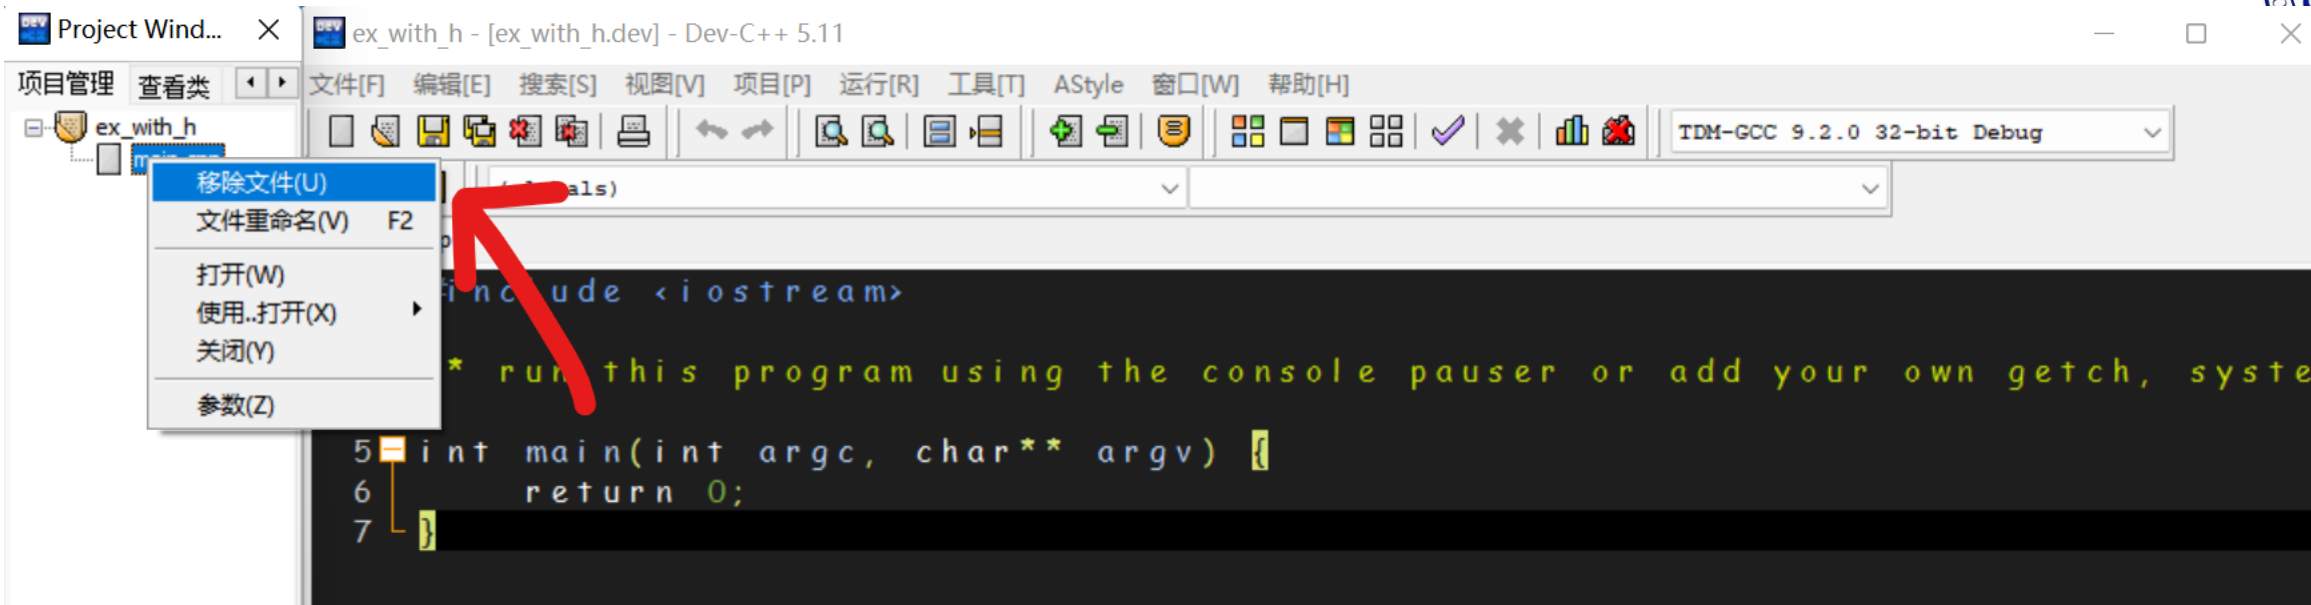 Project Wind...
ex_with_h - [ex_with_h.dev] - Dev-C++ 5.11
项目管理 查看类
文件[F] 编辑[E] 搜索[S] 视图[V] 项目[P] 运行[R] 工具[T] AStyle 窗口[W] 帮助[H]
ex_with_h
TDM-GCC 9.2.0 32-bit Debug
移除文件(U)
文件重命名(V) F2
打开(W)
使用..打开(X)
关闭(Y)
参数(Z)
#include <iostream>
* run this program using the console pauser or add your own getch, syste
5 int main(int argc, char** argv) {
6 return 0;
7 }